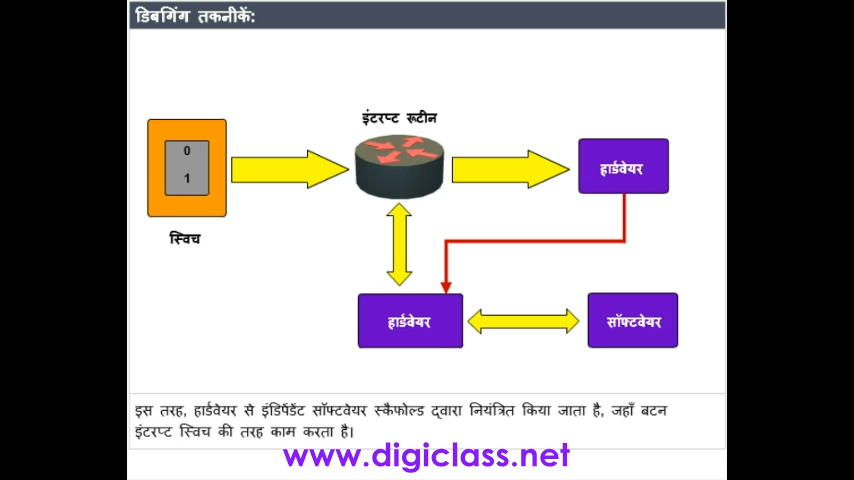 डिबगिंग तकनीकें:
इंटरप्ट रूटीन
0
1
हार्डवेयर
स्विच
हार्डवेयर
सॉफ्टवेयर
इस तरह, हार्डवेयर से इंडिपेंडेंट सॉफ्टवेयर स्कैफोल्ड द्वारा नियंत्रित किया जाता है, जहाँ बटन
इंटरप्ट स्विच की तरह काम करता है।
www.digiclass.net